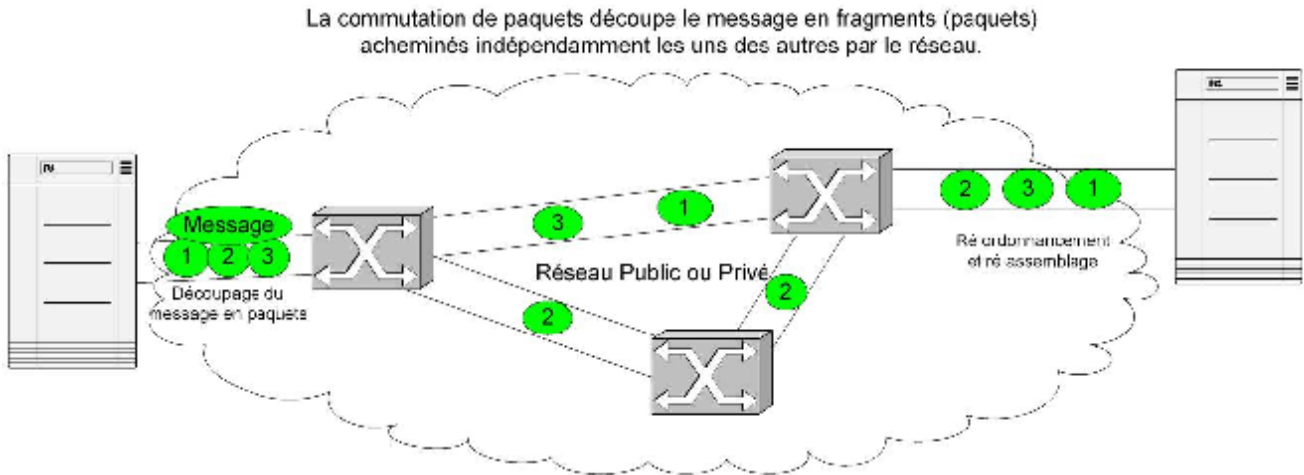 La commutation de paquets découpe le message en fragments (paquets)
acheminés indépendamment les uns des autres par le réseau.
Message
1 2 3
Découpage du
message en paquets
3 1
2
Réseau Public ou Privé
2
2 3 1
Ré ordonnancement
et ré assemblage